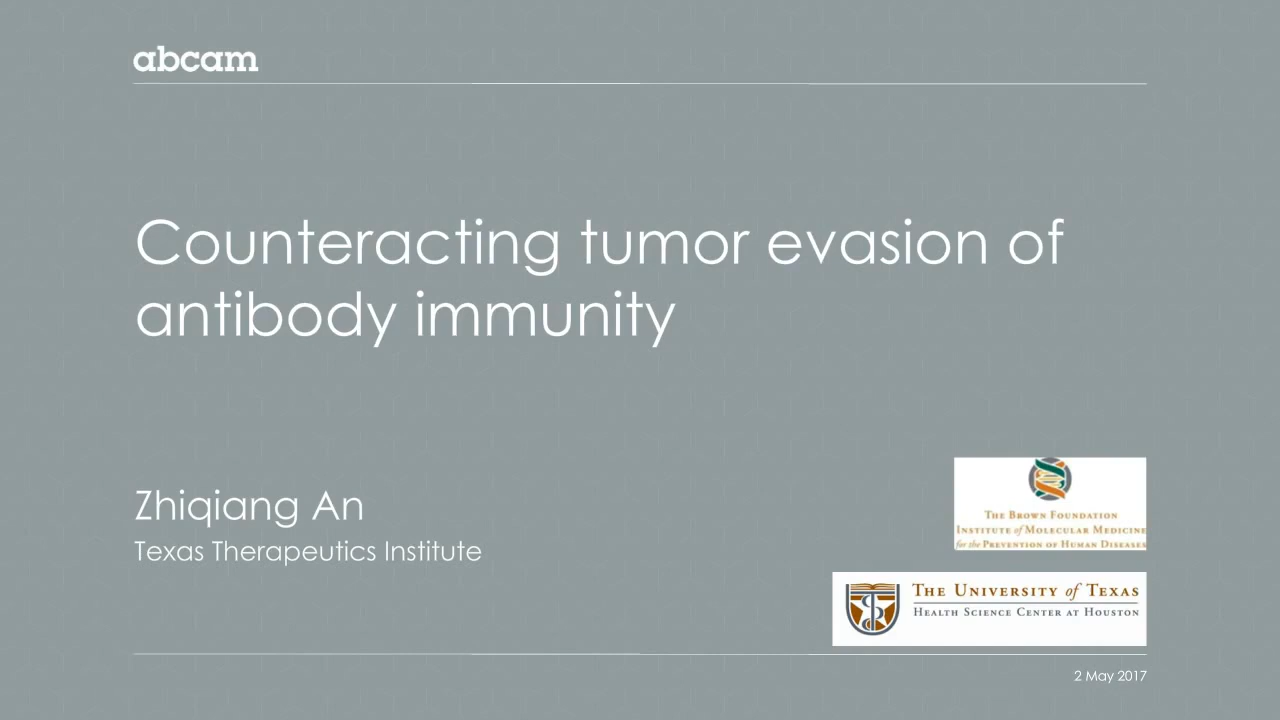 abcam
Counteracting tumor evasion of
antibody immunity
Zhiqiang An
Texas Therapeutics Institute
THE BROWN FOUNDATION
INSTITUTE of MOLECULAR MEDICINE
for the PREVENTION OF HUMAN DISEASES
THE UNIVERSITY of TEXAS
HEALTH SCIENCE CENTER AT HOUSTON
2 May 2017